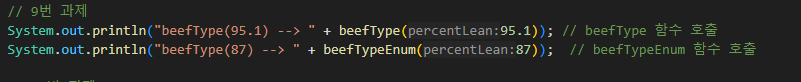 // 9번 과제
System.out.println("beefType(95.1) --> " + beefType(percentLean:95.1)); // beefType 함수 호출
System.out.println("beefType(87) --> " + beefTypeEnum(percentLean:87));  // beefTypeEnum 함수 호출